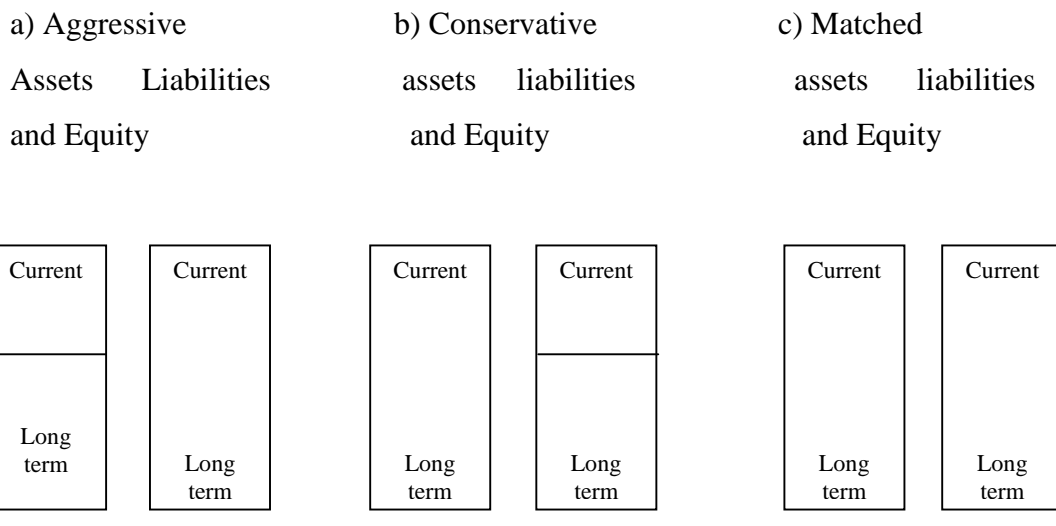 a) Aggressive b) Conservative c) Matched
Assets Liabilities assets liabilities assets liabilities
and Equity and Equity and Equity
Current Current Current Current Current Current
Long
term
Long
term
Long
term
Long
term
Long
term
Long
term